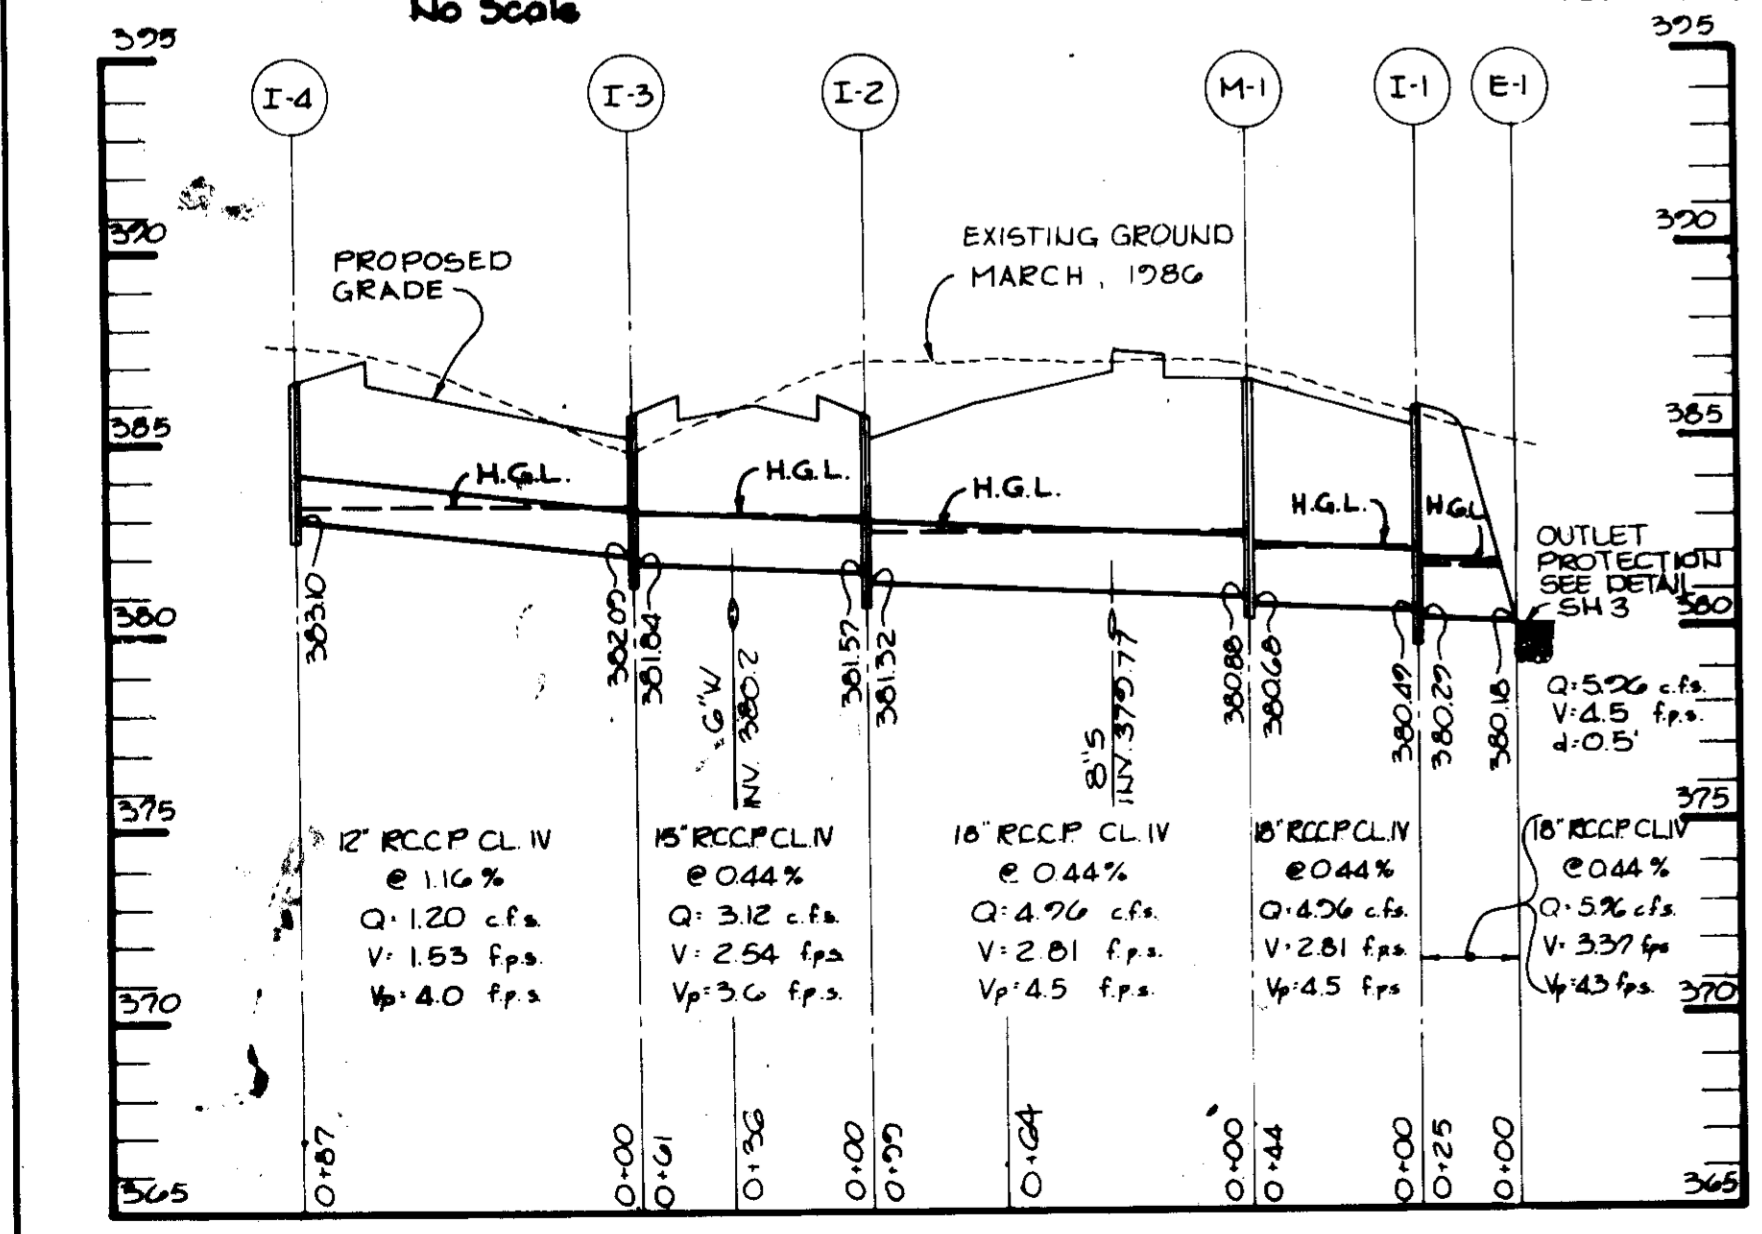 No Scale
395
395
I-4
I-3
I-2
M-1
I-1
E-1
390
390
PROPOSED
GRADE
EXISTING GROUND
MARCH, 1986
385
385
H.G.L.
H.G.L.
H.G.L.
H.G.L.
H.G.L
OUTLET
PROTECTION
SEE DETAIL
SH 3
380
380
383.10
382.09
381.84
6"W
INV. 380.2
381.57
381.32
8"S
INV. 379.77
380.88
380.68
380.49
380.29
380.18
Q=5.96 c.f.s.
V=4.5 f.p.s.
d=0.5'
375
375
12" RCCP CL. IV
@ 1.16 %
Q= 1.20 c.f.s.
V= 1.53 f.p.s.
Vp= 4.0 f.p.s.
15" RCCP CL. IV
@ 0.44 %
Q= 3.12 c.f.s.
V= 2.54 f.p.s.
Vp= 3.6 f.p.s.
18" RCCP CL. IV
@ 0.44 %
Q= 4.96 c.f.s.
V= 2.81 f.p.s.
Vp= 4.5 f.p.s.
18" RCCP CL. IV
@ 0.44 %
Q= 4.96 cfs.
V= 2.81 f.p.s.
Vp= 4.5 f.p.s
18" RCCP CL IV
@ 0.44 %
Q= 5.96 cfs.
V= 3.37 fps
Vp= 4.3 fps.
370
370
0+87
0+00
0+61
0+36
0+00
0+99
0+64
0+00
0+44
0+00
0+25
0+00
365
365